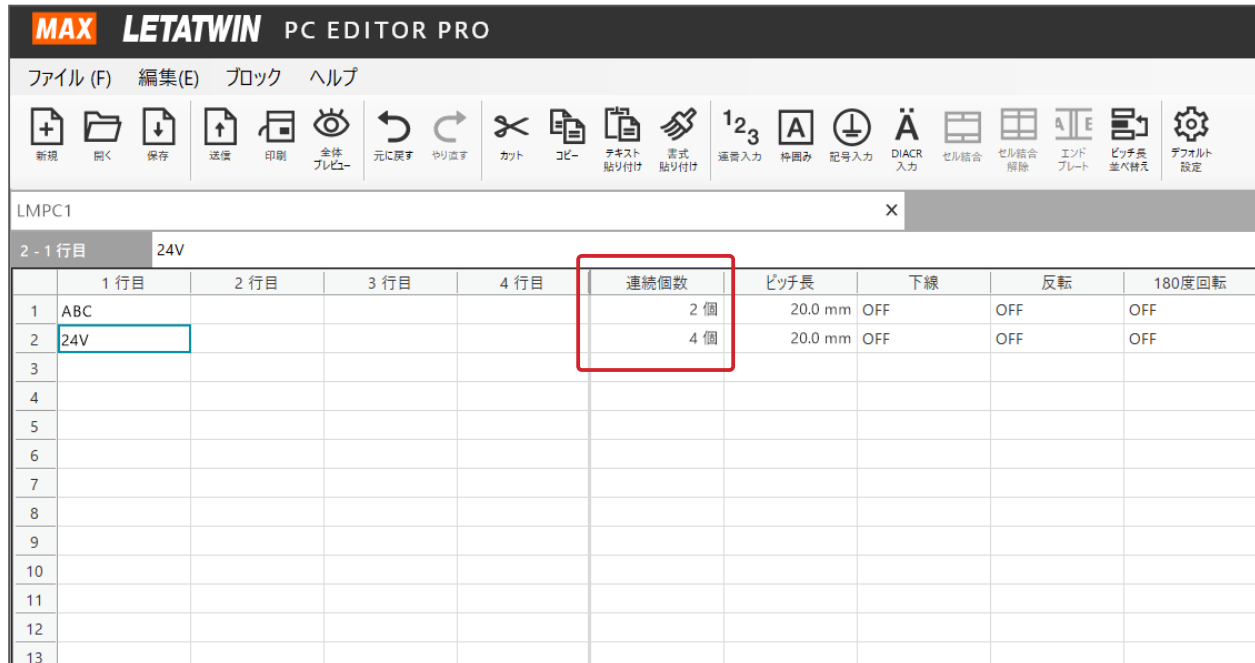 MAX LETATWIN PC EDITOR PRO
ファイル (F) 編集(E) ブロック ヘルプ
新規 開く 保存 送信 印刷 全体プレビュー 元に戻す やり直す カット コピー テキスト貼り付け 書式貼り付け 連番入力 枠囲み 記号入力 DIACR入力 セル結合 セル結合解除 エンドプレート ピッチ長並べ替え デフォルト設定
LMPC1 ×
2 - 1 行目 24V
1 行目 2 行目 3 行目 4 行目 連続個数 ピッチ長 下線 反転 180度回転
1 ABC 2 個 20.0 mm OFF OFF OFF
2 24V 4 個 20.0 mm OFF OFF OFF
3
4
5
6
7
8
9
10
11
12
13